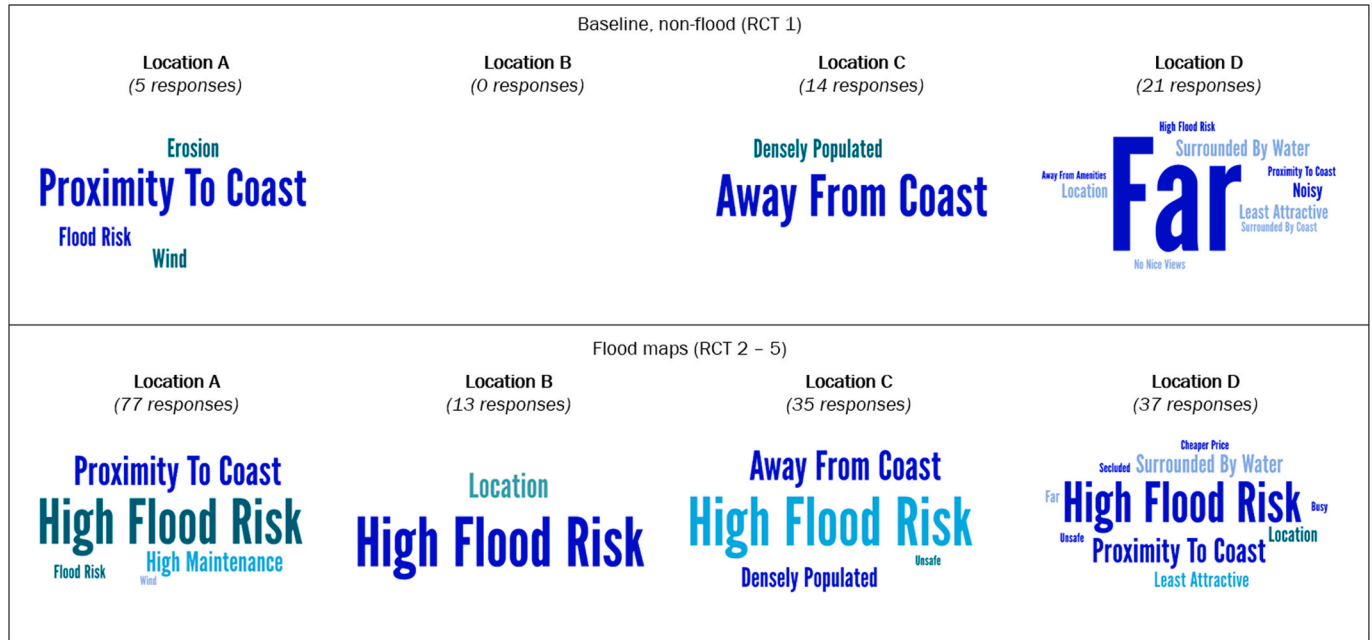 Baseline, non-flood (RCT 1)
Location A
(5 responses)
Erosion
Proximity To Coast
Flood Risk
Wind
Location B
(0 responses)
Location C
(14 responses)
Densely Populated
Away From Coast
Location D
(21 responses)
High Flood Risk
Surrounded By Water
Far
Away From Amenities
Proximity To Coast
Location
Noisy
Least Attractive
Surrounded By Coast
No Nice Views
Flood maps (RCT 2 – 5)
Location A
(77 responses)
Proximity To Coast
High Flood Risk
High Maintenance
Flood Risk
Wind
Location B
(13 responses)
Location
High Flood Risk
Location C
(35 responses)
Away From Coast
High Flood Risk
Unsafe
Densely Populated
Location D
(37 responses)
Cheaper Price
Secluded
Surrounded By Water
Far
High Flood Risk
Busy
Unsafe
Location
Proximity To Coast
Least Attractive